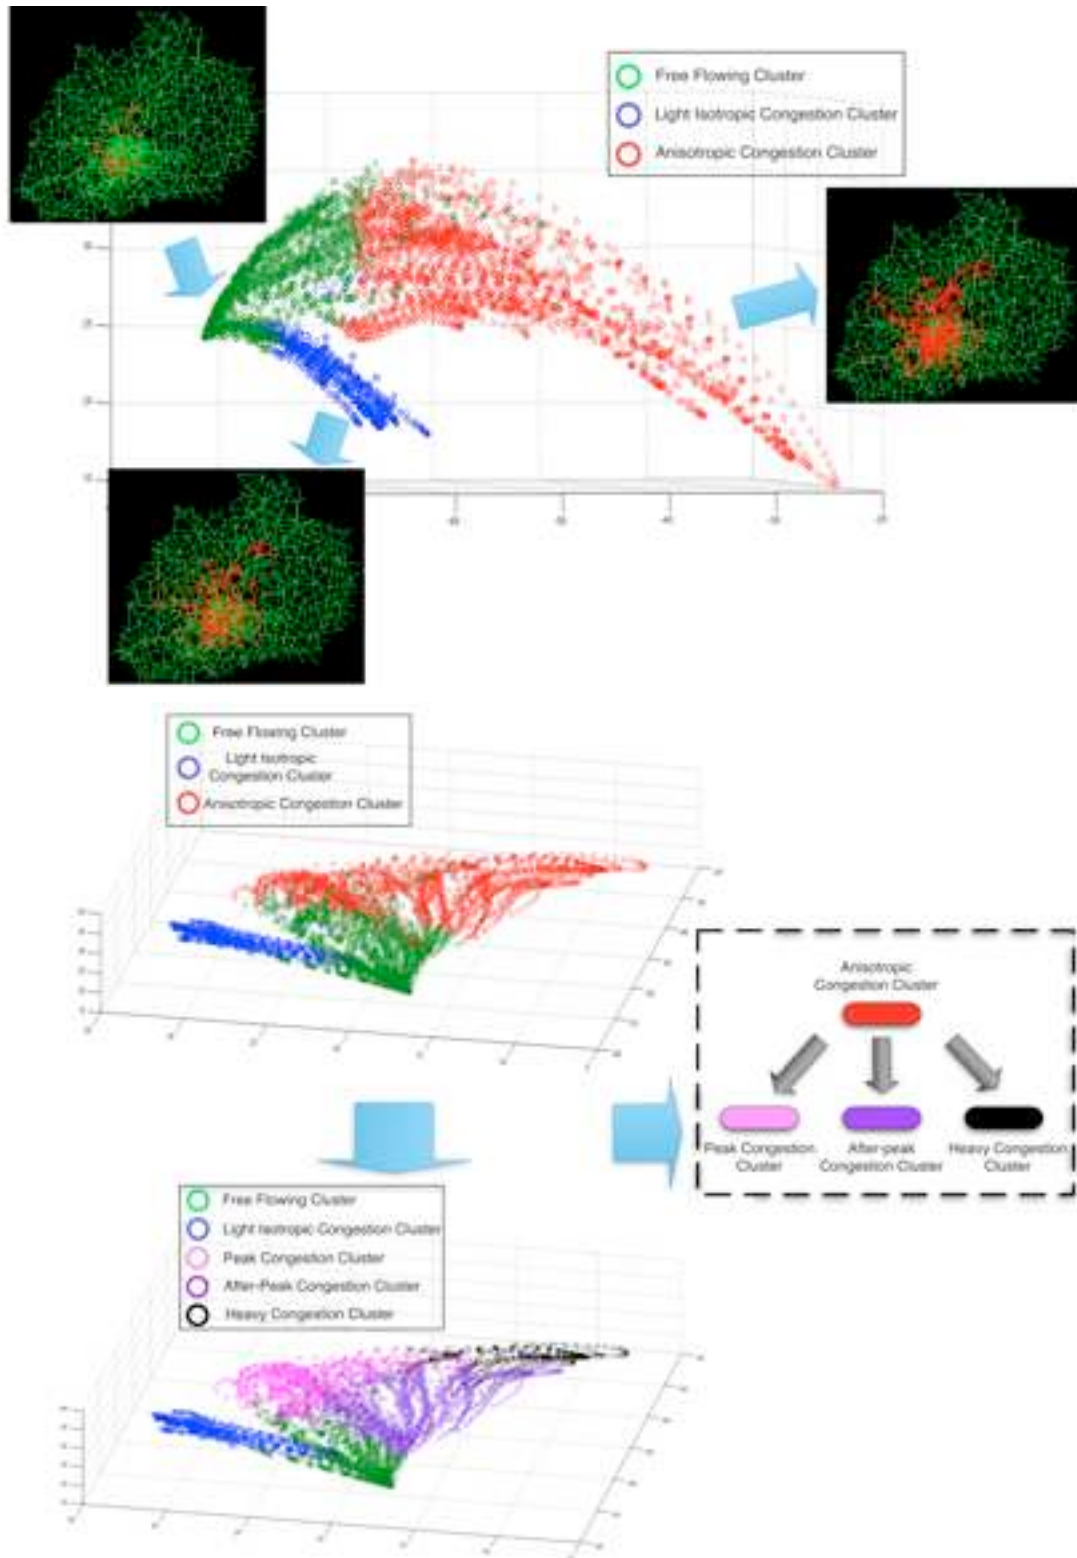 Free Flowing Cluster
Light Isotropic Congestion Cluster
Anisotropic Congestion Cluster
Free Flowing Cluster
Light Isotropic
Congestion Cluster
Anisotropic Congestion Cluster
Anisotropic
Congestion Cluster
Peak Congestion
Cluster
After-peak
Congestion Cluster
Heavy Congestion
Cluster
Free Flowing Cluster
Light Isotropic Congestion Cluster
Peak Congestion Cluster
After-Peak Congestion Cluster
Heavy Congestion Cluster